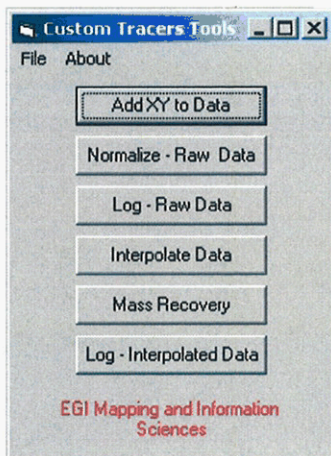 Custom Tracers Tools
File About
Add XY to Data
Normalize - Raw Data
Log - Raw Data
Interpolate Data
Mass Recovery
Log - Interpolated Data
EGI Mapping and Information
Sciences